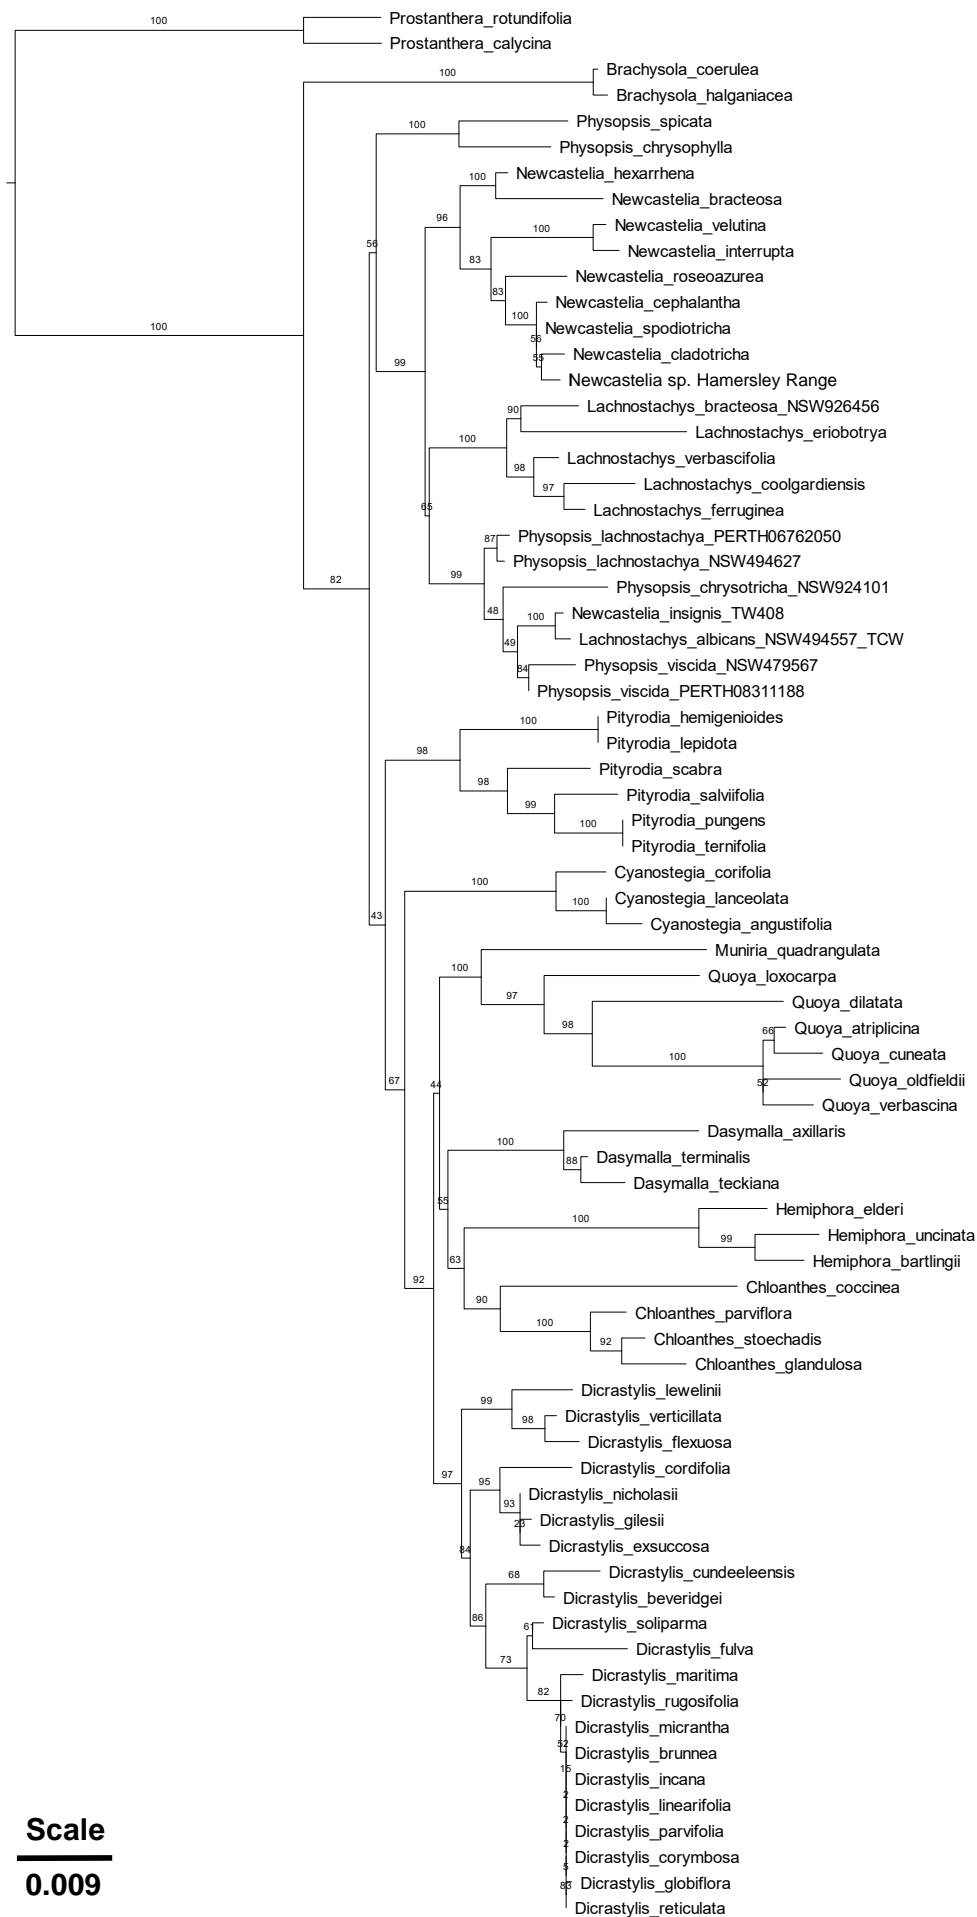 100
Prostanthera_rotundifolia
Prostanthera_calycina
100
Brachysola_coerulea
Brachysola_halganiacea
100
Physopsis_spicata
Physopsis_chrysophylla
100
Newcastelia_hexarrhena
Newcastelia_bracteosa
96
100
Newcastelia_velutina
56
Newcastelia_interrupta
83
Newcastelia_roseoazurea
83
Newcastelia_cephalantha
100
Newcastelia_spodiotricha
100
56
Newcastelia_cladotricha
55
99
Newcastelia sp. Hamersley Range
90
Lachnostachys_bracteosa_NSW926456
Lachnostachys_eriobotrya
100
Lachnostachys_verbascifolia
98
Lachnostachys_coolgardiensis
97
65
Lachnostachys_ferruginea
87
Physopsis_lachnostachya_PERTH06762050
Physopsis_lachnostachya_NSW494627
99
82
Physopsis_chrysotricha_NSW924101
48
100
Newcastelia_insignis_TW408
49
Lachnostachys_albicans_NSW494557_TCW
84
Physopsis_viscida_NSW479567
Physopsis_viscida_PERTH08311188
100
Pityrodia_hemigenioides
Pityrodia_lepidota
98
Pityrodia_scabra
98
Pityrodia_salviifolia
99
Pityrodia_pungens
100
Pityrodia_ternifolia
Cyanostegia_corifolia
100
Cyanostegia_lanceolata
100
43
Cyanostegia_angustifolia
Muniria_quadrangulata
100
Quoya_loxocarpa
97
Quoya_dilatata
98
66
Quoya_atriplicina
100
Quoya_cuneata
67
44
52
Quoya_oldfieldii
Quoya_verbascina
Dasymalla_axillaris
100
Dasymalla_terminalis
88
Dasymalla_teckiana
55
Hemiphora_elderi
100
Hemiphora_uncinata
99
63
Hemiphora_bartlingii
92
Chloanthes_coccinea
90
Chloanthes_parviflora
100
Chloanthes_stoechadis
92
Chloanthes_glandulosa
Dicrastylis_lewelinii
99
Dicrastylis_verticillata
98
Dicrastylis_flexuosa
97
Dicrastylis_cordifolia
95
Dicrastylis_nicholasii
93
23
Dicrastylis_gilesii
84
Dicrastylis_exsuccosa
68
Dicrastylis_cundeeleensis
Dicrastylis_beveridgei
86
61
Dicrastylis_soliparma
Dicrastylis_fulva
73
Dicrastylis_maritima
82
Dicrastylis_rugosifolia
70
Dicrastylis_micrantha
52
Dicrastylis_brunnea
15
Dicrastylis_incana
2
Dicrastylis_linearifolia
2
Dicrastylis_parvifolia
2
Dicrastylis_corymbosa
5
83
Dicrastylis_globiflora
Dicrastylis_reticulata
Scale
0.009